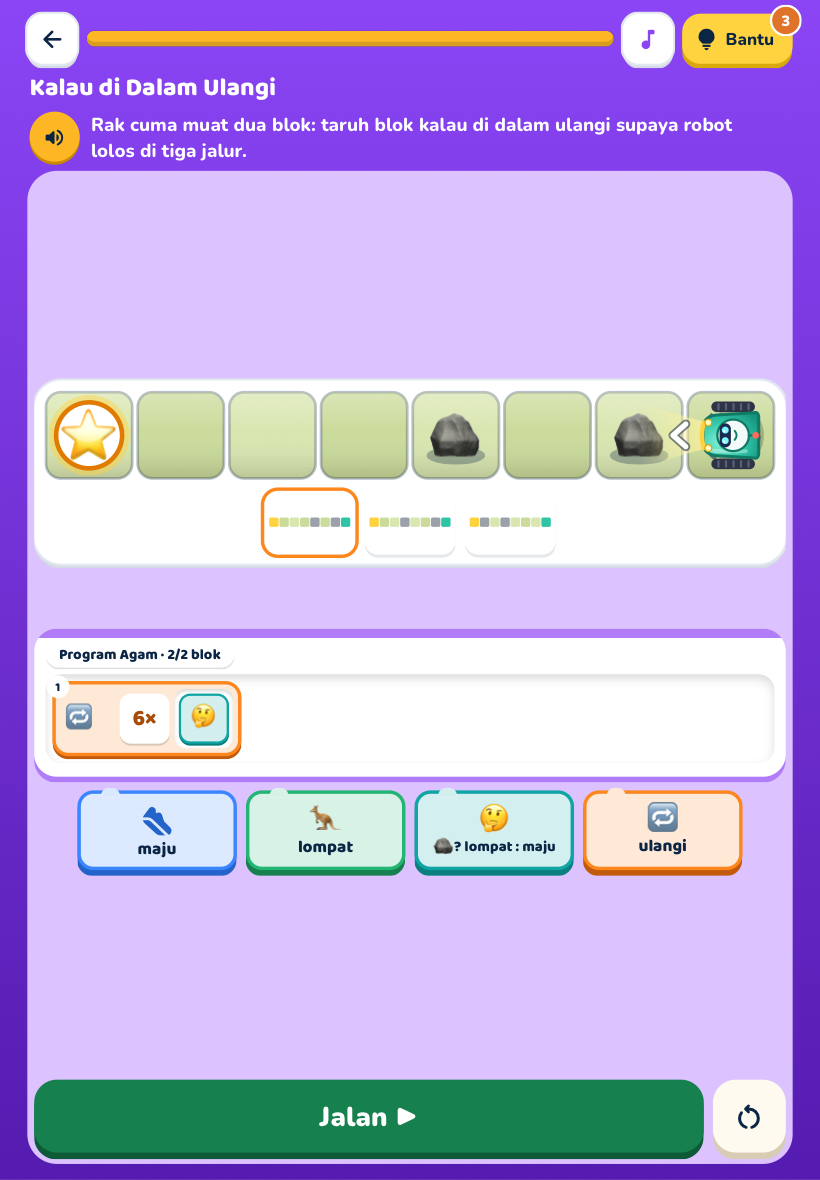 3
Bantu
Kalau di Dalam Ulangi
Rak cuma muat dua blok: taruh blok kalau di dalam ulangi supaya robot
lolos di tiga jalur.
Program Agam · 2/2 blok
1
6×
maju
lompat
? lompat : maju
ulangi
Jalan